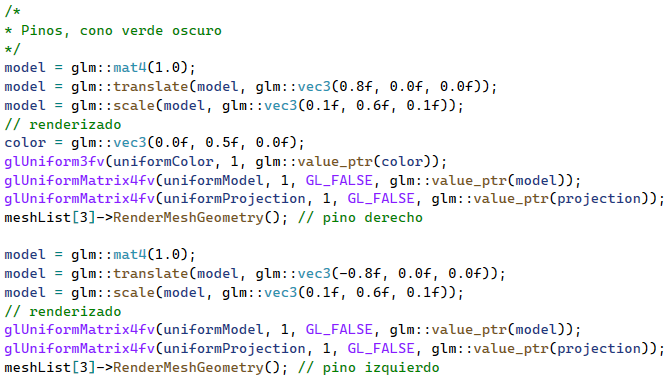 /*
* Pinos, cono verde oscuro
*/
model = glm::mat4(1.0);
model = glm::translate(model, glm::vec3(0.8f, 0.0f, 0.0f));
model = glm::scale(model, glm::vec3(0.1f, 0.6f, 0.1f));
// renderizado
color = glm::vec3(0.0f, 0.5f, 0.0f);
glUniform3fv(uniformColor, 1, glm::value_ptr(color));
glUniformMatrix4fv(uniformModel, 1, GL_FALSE, glm::value_ptr(model));
glUniformMatrix4fv(uniformProjection, 1, GL_FALSE, glm::value_ptr(projection));
meshList[3]->RenderMeshGeometry(); // pino derecho
model = glm::mat4(1.0);
model = glm::translate(model, glm::vec3(-0.8f, 0.0f, 0.0f));
model = glm::scale(model, glm::vec3(0.1f, 0.6f, 0.1f));
// renderizado
glUniformMatrix4fv(uniformModel, 1, GL_FALSE, glm::value_ptr(model));
glUniformMatrix4fv(uniformProjection, 1, GL_FALSE, glm::value_ptr(projection));
meshList[3]->RenderMeshGeometry(); // pino izquierdo